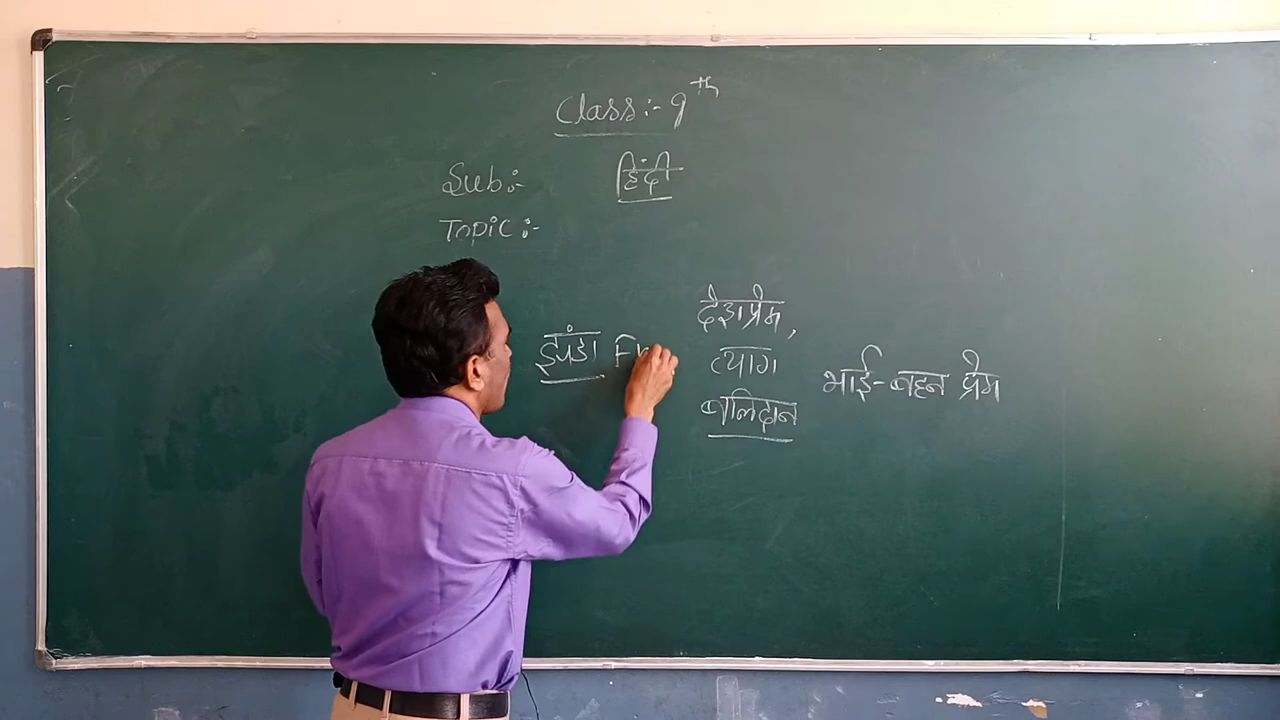 Class:- 9th
Sub:- हिंदी
Topic:-
देशप्रेम,
झंडा
त्याग
भाई-बहन प्रेम
बलिदान